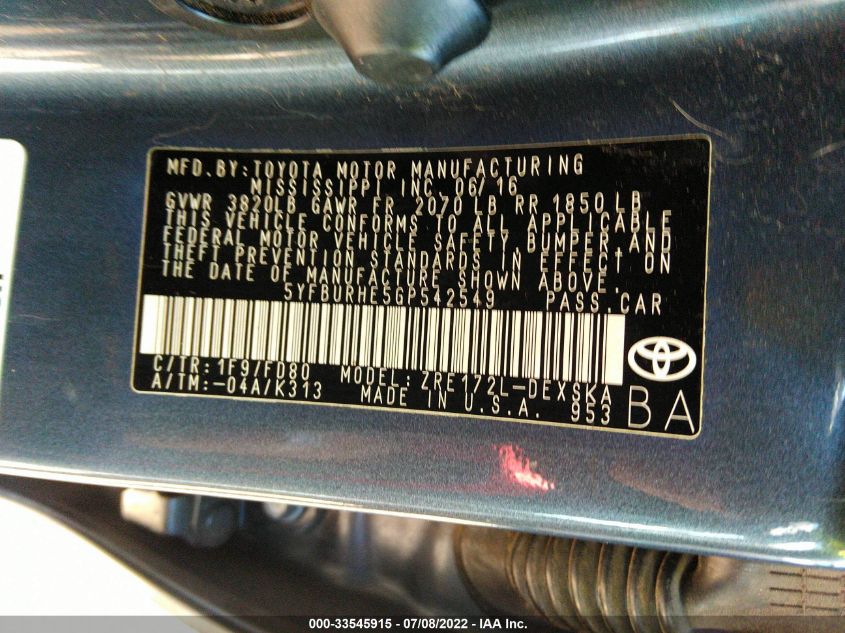 MFD.BY:TOYOTA MOTOR MANUFACTURING
MISSISSIPPI INC.06/16
GVWR 3820LB GAWR FR 2070LB RR 1850LB
THIS VEHICLE CONFORMS TO ALL APPLICABLE
FEDERAL MOTOR VEHICLE SAFETY,BUMPER,AND
THEFT PREVENTION STANDARDS IN EFFECT ON
THE DATE OF MANUFACTURE SHOWN ABOVE.
5YFBURHE5GP542549 PASS.CAR
C/TR:1F9/FD80 MODEL:ZRE172L-DEXSKA
A/TM:-04A/K313 MADE IN U.S.A. 953
BA
000-33545915 - 07/08/2022 - IAA Inc.